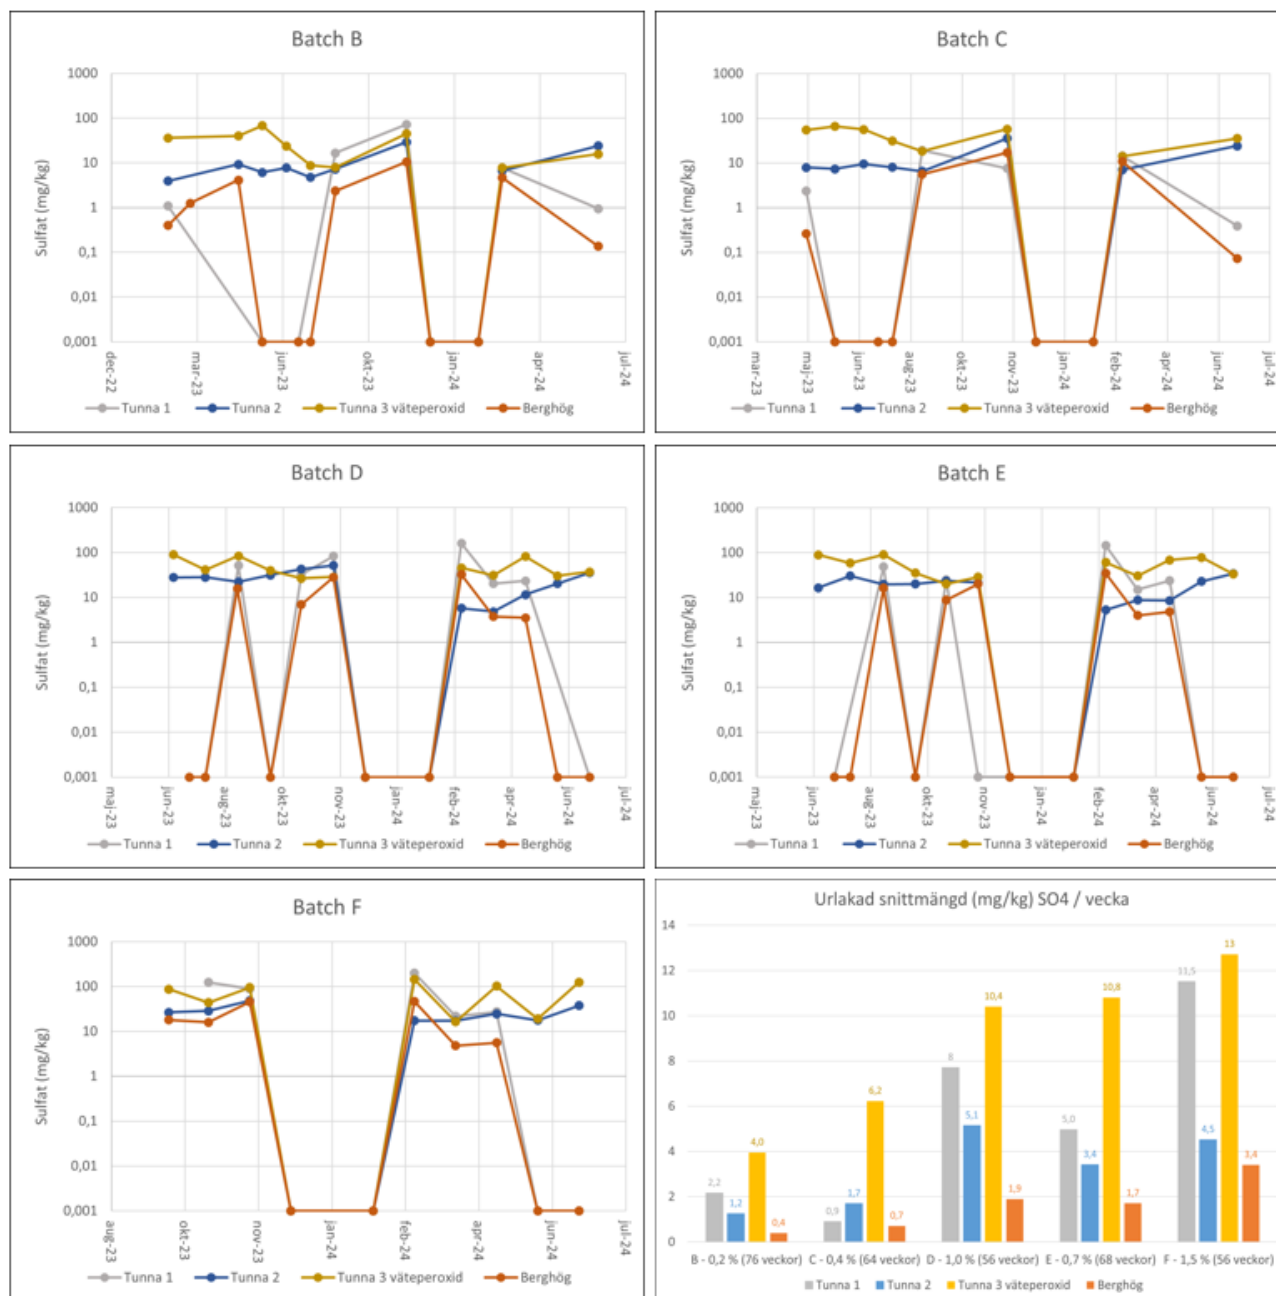 Batch B
Sulfat (mg/kg)
1000
100
10
1
0,1
0,01
0,001
dec-22
mar-23
jun-23
okt-23
jan-24
apr-24
jul-24
Tunna 1 Tunna 2 Tunna 3 väteperoxid Berghög
Batch C
Sulfat (mg/kg)
1000
100
10
1
0,1
0,01
0,001
mar-23
maj-23
jun-23
aug-23
okt-23
nov-23
jan-24
feb-24
apr-24
jun-24
jul-24
Tunna 1 Tunna 2 Tunna 3 väteperoxid Berghög
Batch D
Sulfat (mg/kg)
1000
100
10
1
0,1
0,01
0,001
maj-23
jun-23
aug-23
okt-23
nov-23
jan-24
feb-24
apr-24
jun-24
jul-24
Tunna 1 Tunna 2 Tunna 3 väteperoxid Berghög
Batch E
Sulfat (mg/kg)
1000
100
10
1
0,1
0,01
0,001
maj-23
jun-23
aug-23
okt-23
nov-23
jan-24
feb-24
apr-24
jun-24
jul-24
Tunna 1 Tunna 2 Tunna 3 väteperoxid Berghög
Batch F
Sulfat (mg/kg)
1000
100
10
1
0,1
0,01
0,001
aug-23
okt-23
nov-23
jan-24
feb-24
apr-24
jun-24
jul-24
Tunna 1 Tunna 2 Tunna 3 väteperoxid Berghög
Urlakad snittmängd (mg/kg) SO4 / vecka
14
12
10
8
6
4
2
0
2,2 1,2 4,0 0,4
0,9 1,7 6,2 0,7
8 5,1 10,4 1,9
5,0 3,4 10,8 1,7
11,5 4,5 13 3,4
B - 0,2 % (76 veckor) C - 0,4 % (64 veckor) D - 1,0 % (56 veckor) E - 0,7 % (68 veckor) F - 1,5 % (56 veckor)
Tunna 1 Tunna 2 Tunna 3 väteperoxid Berghög